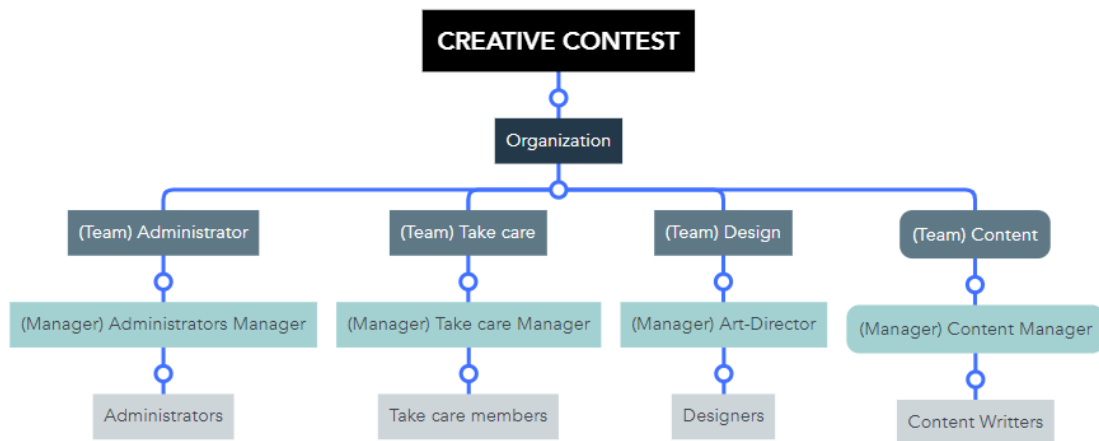 CREATIVE CONTEST
Organization
(Team) Administrator
(Team) Take care
(Team) Design
(Team) Content
(Manager) Administrators Manager
(Manager) Take care Manager
(Manager) Art-Director
(Manager) Content Manager
Administrators
Take care members
Designers
Content Writters